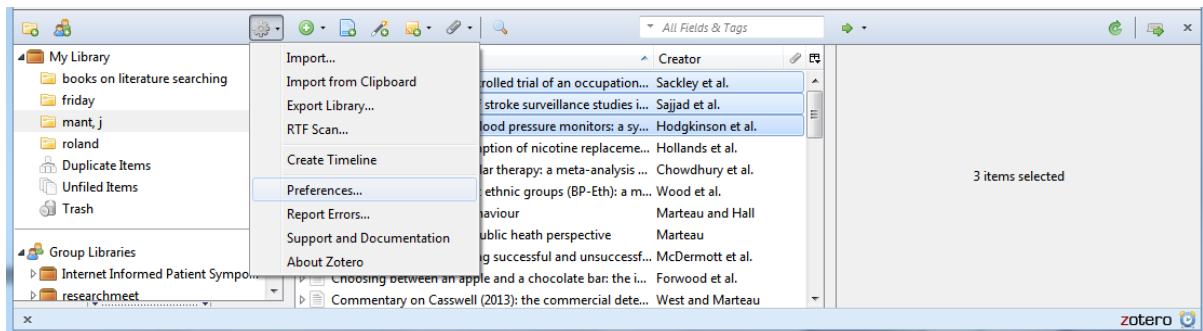 All Fields & Tags
My Library
books on literature searching
friday
mant, j
roland
Duplicate Items
Unfiled Items
Trash
Group Libraries
Internet Informed Patient Sympo...
researchmeet
Import...
Import from Clipboard
Export Library...
RTF Scan...
Create Timeline
Preferences...
Report Errors...
Support and Documentation
About Zotero
Creator
rolled trial of an occupation... Sackley et al.
stroke surveillance studies i... Sajjad et al.
lood pressure monitors: a sy... Hodgkinson et al.
ption of nicotine replaceme... Hollands et al.
lar therapy: a meta-analysis ... Chowdhury et al.
ethnic groups (BP-Eth): a m... Wood et al.
aviour Marteau and Hall
ublic heath perspective Marteau
g successful and unsuccessf... McDermott et al.
Choosing between an apple and a chocolate bar: the i... Forwood et al.
Commentary on Casswell (2013): the commercial dete... West and Marteau
3 items selected
zotero